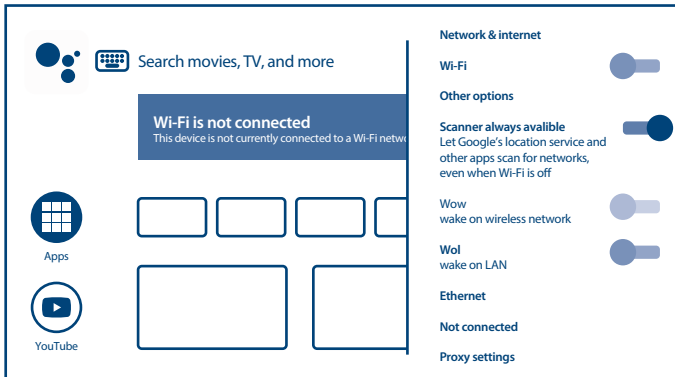 Search movies, TV, and more
Wi-Fi is not connected
This device is not currently connected to a Wi-Fi netwo
Apps
YouTube
Network & internet
Wi-Fi
Other options
Scanner always avalible
Let Google's location service and
other apps scan for networks,
even when Wi-Fi is off
Wow
wake on wireless network
Wol
wake on LAN
Ethernet
Not connected
Proxy settings